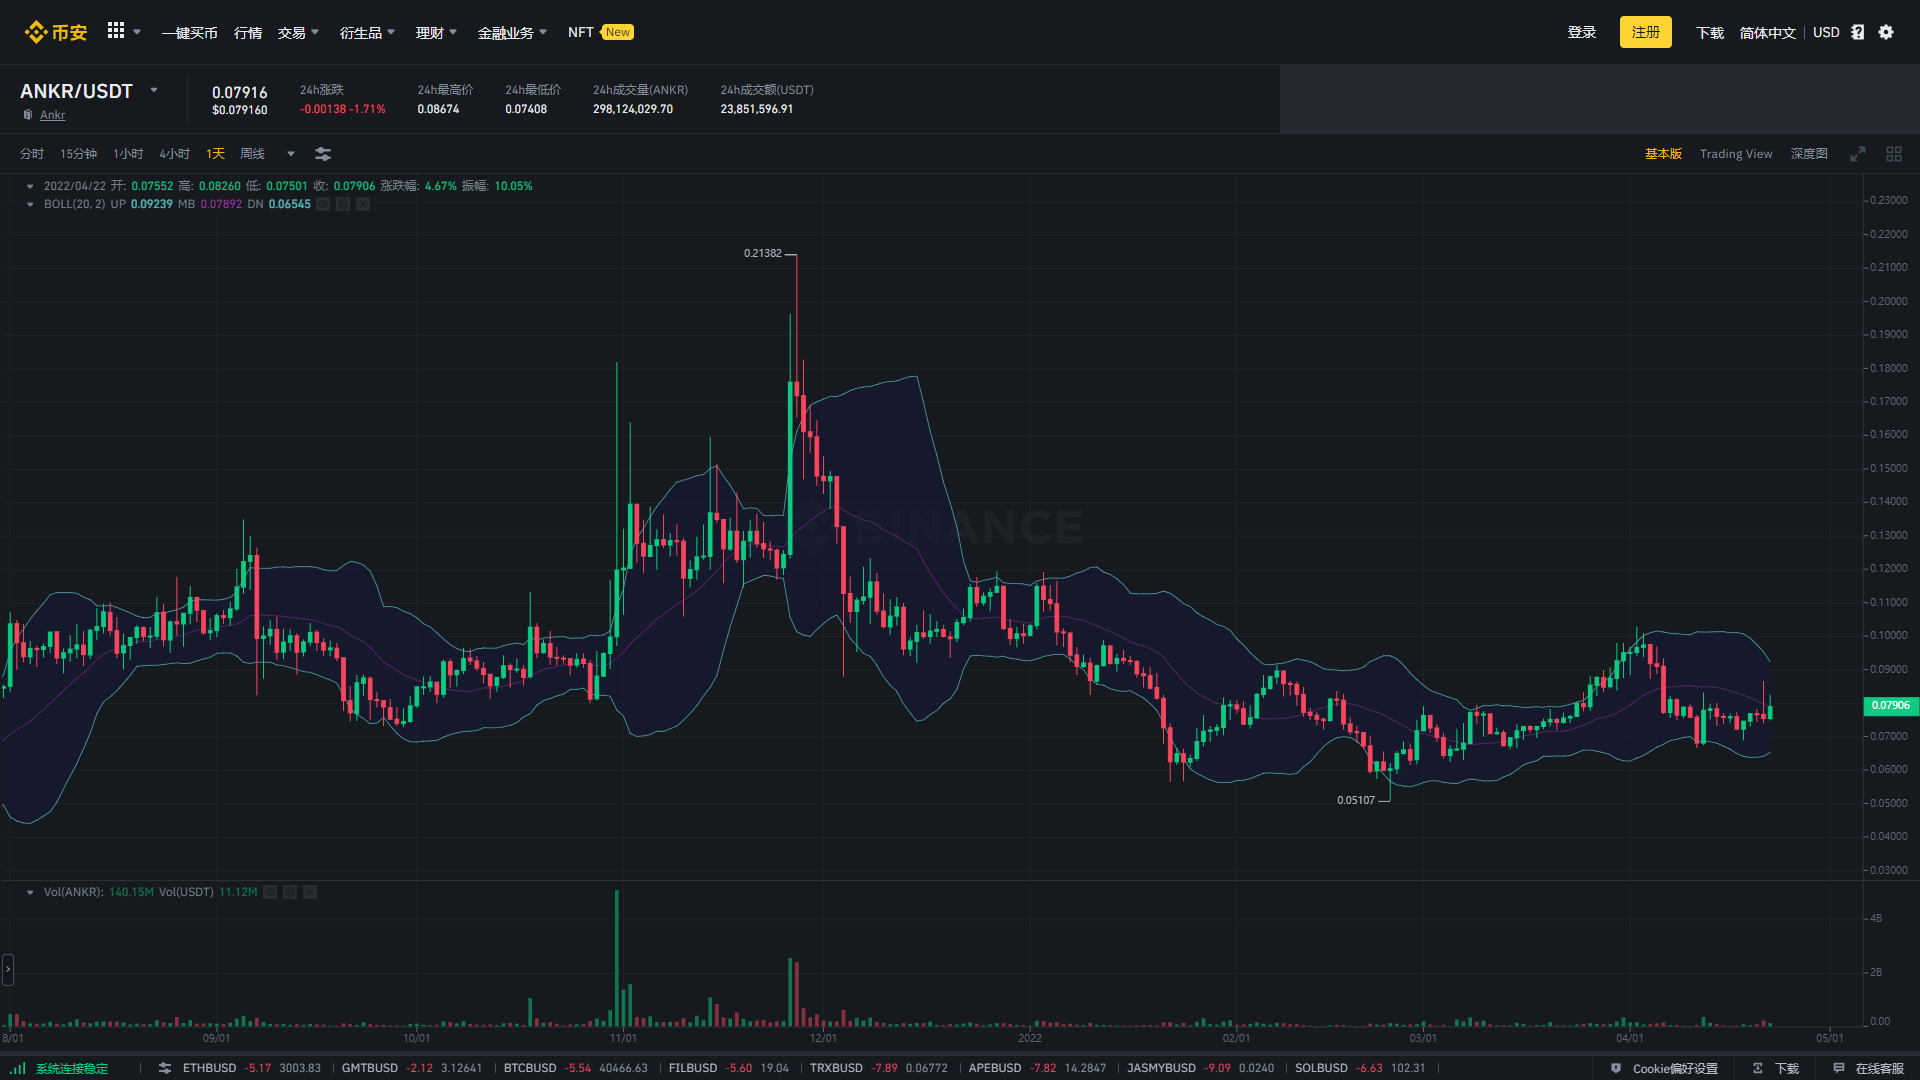 币安 一键买币 行情 交易 衍生品 理财 金融业务 NFT New 登录 注册 下载 简体中文 USD
ANKR/USDT
Ankr
0.07916
$0.079160
24h涨跌
-0.00138 -1.71%
24h最高价
0.08674
24h最低价
0.07408
24h成交量(ANKR)
298,124,029.70
24h成交额(USDT)
23,851,596.91
分时 15分钟 1小时 4小时 1天 周线 基本版 Trading View 深度图
2022/04/22 开: 0.07552 高: 0.08260 低: 0.07501 收: 0.07906 涨跌幅: 4.67% 振幅: 10.05%
BOLL(20, 2) UP 0.09239 MB 0.07892 DN 0.06545
0.23000
0.22000
0.21382
0.21000
0.20000
0.19000
0.18000
0.17000
0.16000
0.15000
0.14000
BINANCE
0.13000
0.12000
0.11000
0.10000
0.09000
0.07906
0.07000
0.06000
0.05107
0.05000
0.04000
0.03000
Vol(ANKR): 140.15M Vol(USDT) 11.12M
4B
2B
0.00
8/01 09/01 10/01 11/01 12/01 2022 02/01 03/01 04/01 05/01
系统连接稳定 ETHBUSD -5.17 3003.83 GMTBUSD -2.12 3.12641 BTCBUSD -5.54 40466.63 FILBUSD -5.60 19.04 TRXBUSD -7.89 0.06772 APEBUSD -7.82 14.2847 JASMYBUSD -9.09 0.0240 SOLBUSD -6.63 102.31 Cookie偏好设置 下载 在线客服